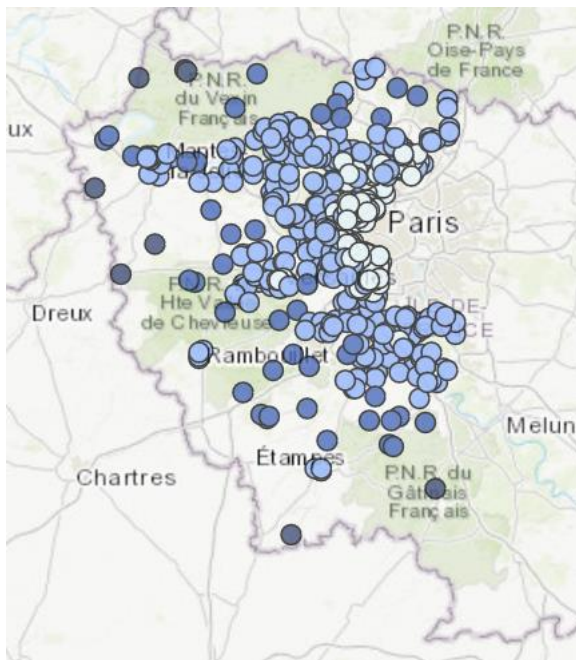 P.N.R.
Oise-Pays
de France
P.N.R.
du Vexin
Français
ux
Paris
P.N.R.
Hte Va
de Chevreuse
Dreux
Rambouillet
Melun
Étampes
Chartres
P.N.R. du
Gâtinais
Français